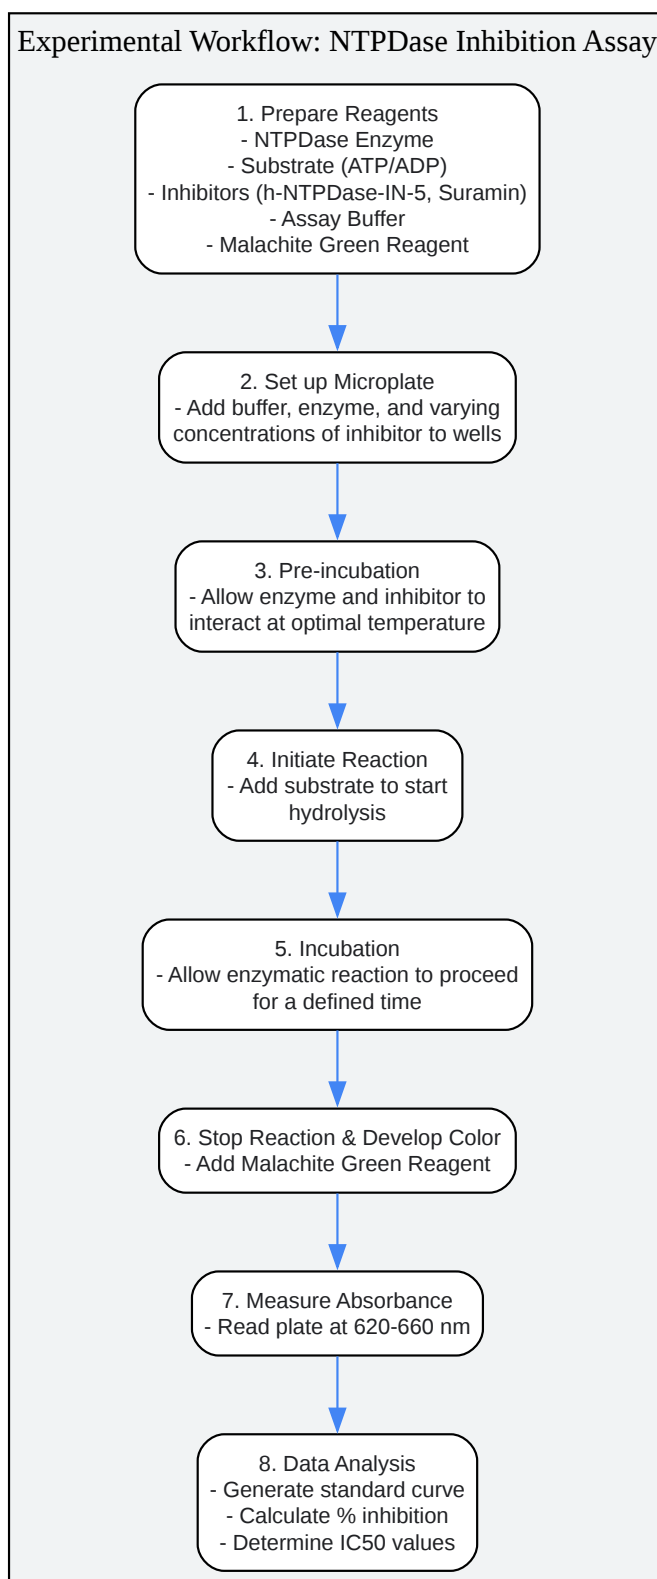 Experimental Workflow: NTPDase Inhibition Assay
1. Prepare Reagents
- NTPDase Enzyme
- Substrate (ATP/ADP)
- Inhibitors (h-NTPDase-IN-5, Suramin)
- Assay Buffer
- Malachite Green Reagent
2. Set up Microplate
- Add buffer, enzyme, and varying
concentrations of inhibitor to wells
3. Pre-incubation
- Allow enzyme and inhibitor to
interact at optimal temperature
4. Initiate Reaction
- Add substrate to start
hydrolysis
5. Incubation
- Allow enzymatic reaction to proceed
for a defined time
6. Stop Reaction & Develop Color
- Add Malachite Green Reagent
7. Measure Absorbance
- Read plate at 620-660 nm
8. Data Analysis
- Generate standard curve
- Calculate % inhibition
- Determine IC50 values